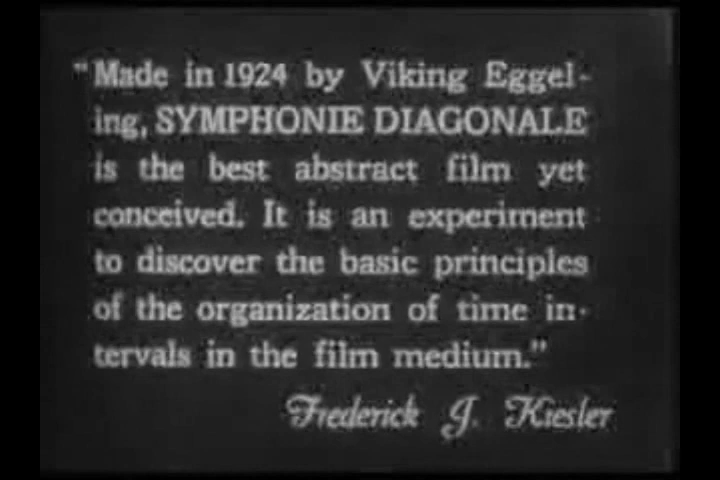 "Made in 1924 by Viking Eggel-
ing, SYMPHONIE DIAGONALE
is the best abstract film yet
conceived. It is an experiment
to discover the basic principles
of the organization of time in-
tervals in the film medium."
Frederick J. Kiesler